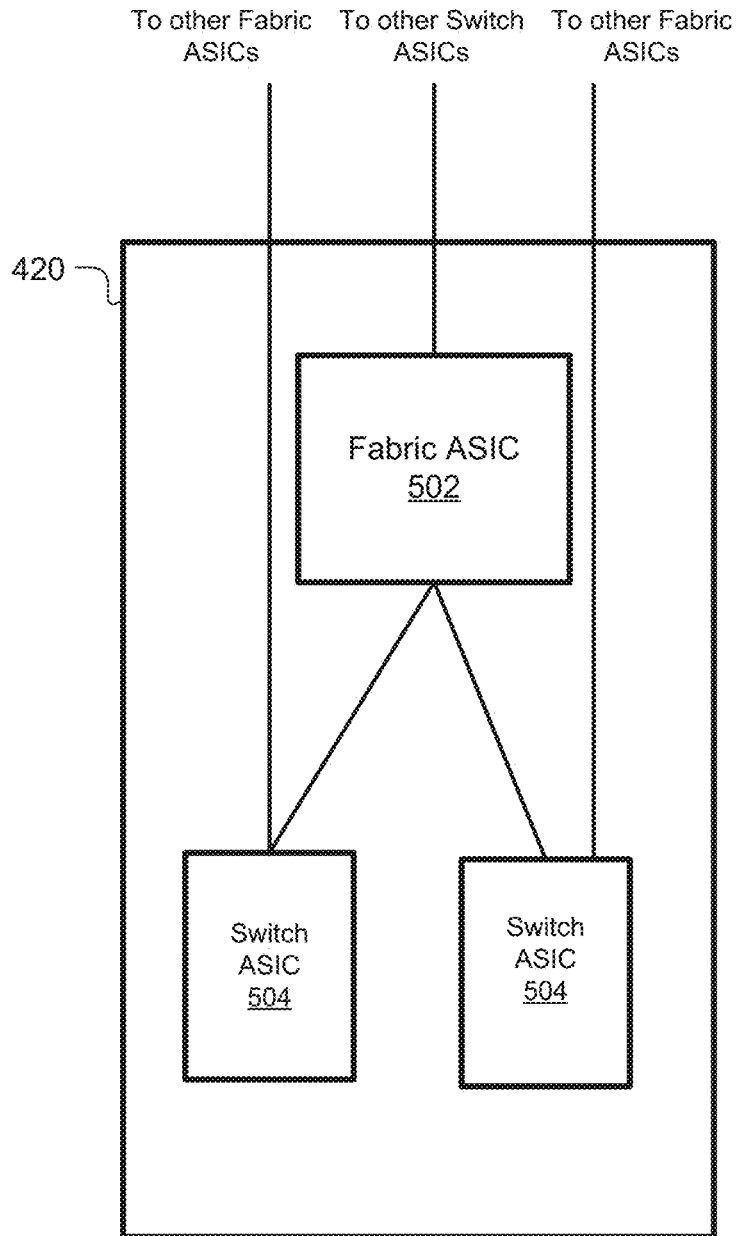 To other Fabric
ASICs
To other Switch
ASICs
To other Fabric
ASICs
420
Fabric ASIC
502
Switch
ASIC
504
Switch
ASIC
504